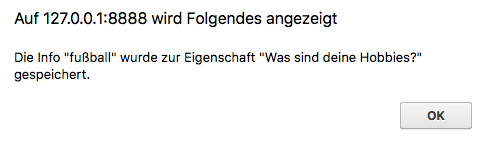 Auf 127.0.0.1:8888 wird Folgendes angezeigt
Die Info "fußball" wurde zur Eigenschaft "Was sind deine Hobbies?"
gespeichert.
OK